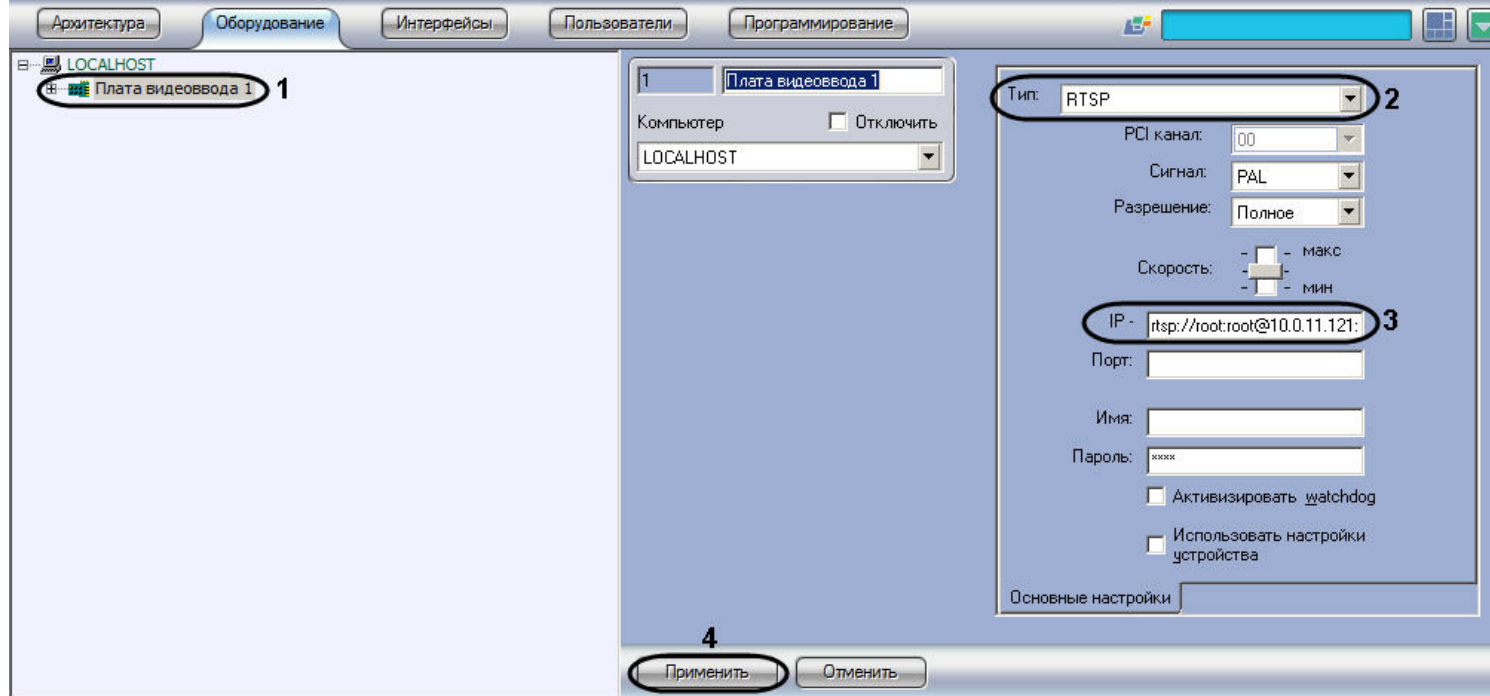 Архитектура Оборудование Интерфейсы Пользователи Программирование
LOCALHOST
Плата видеоввода 1 1
1 Плата видеоввода 1
Компьютер Отключить
LOCALHOST
Тип: RTSP 2
PCI канал: 00
Сигнал: PAL
Разрешение: Полное
Скорость: макс
мин
IP - rtsp://root:root@10.0.11.121: 3
Порт:
Имя:
Пароль: ××××
Активизировать watchdog
Использовать настройки
устройства
Основные настройки
4
Применить Отменить